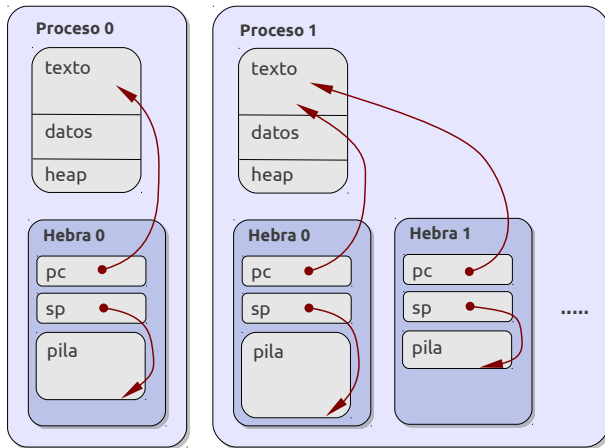 Proceso 0
texto
datos
heap
Hebra 0
pc
sp
pila
Proceso 1
texto
datos
heap
Hebra 0
pc
sp
pila
Hebra 1
pc
sp
pila
.....